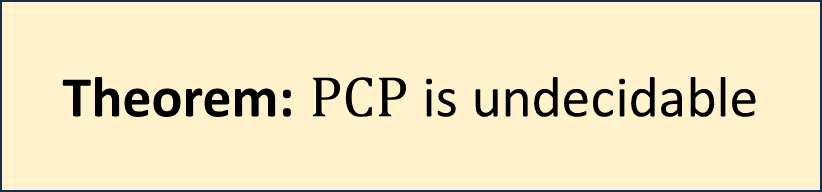 Theorem: PCP is undecidable